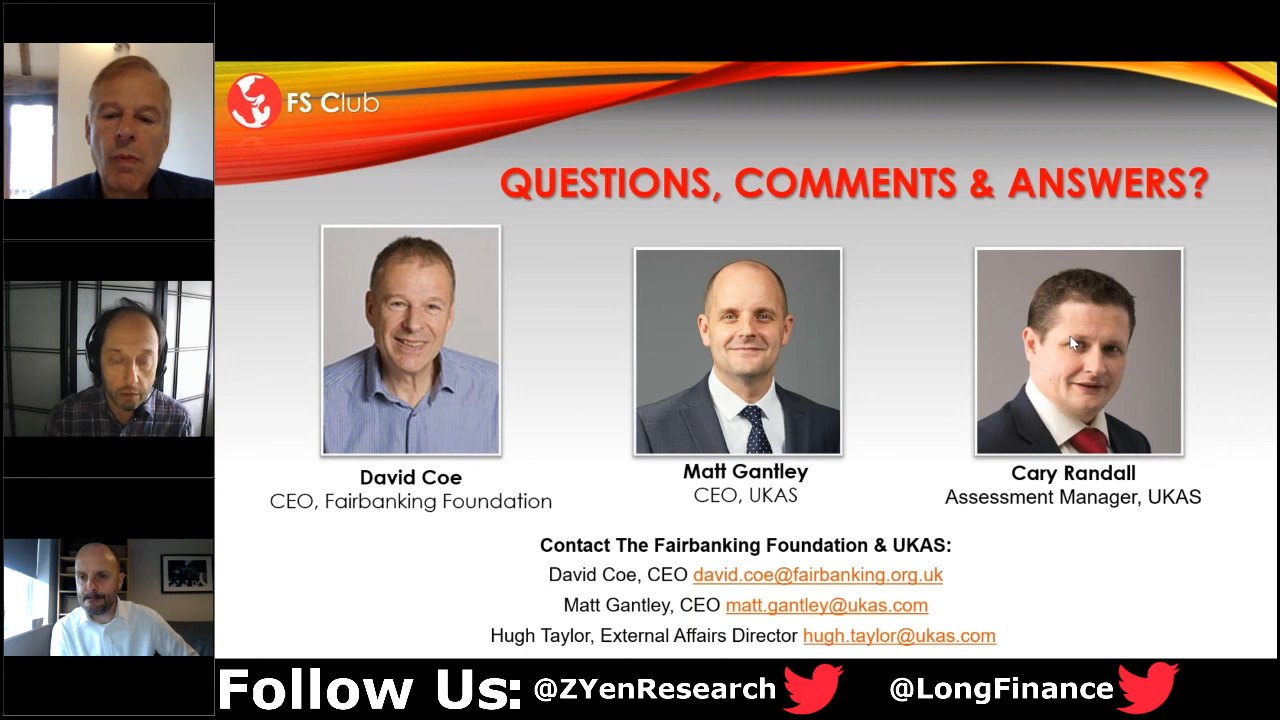 FS Club
QUESTIONS, COMMENTS & ANSWERS?
David Coe
CEO, Fairbanking Foundation
Matt Gantley
CEO, UKAS
Cary Randall
Assessment Manager, UKAS
Contact The Fairbanking Foundation & UKAS:
David Coe, CEO david.coe@fairbanking.org.uk
Matt Gantley, CEO matt.gantley@ukas.com
Hugh Taylor, External Affairs Director hugh.taylor@ukas.com
Follow Us: @ZYenResearch @LongFinance